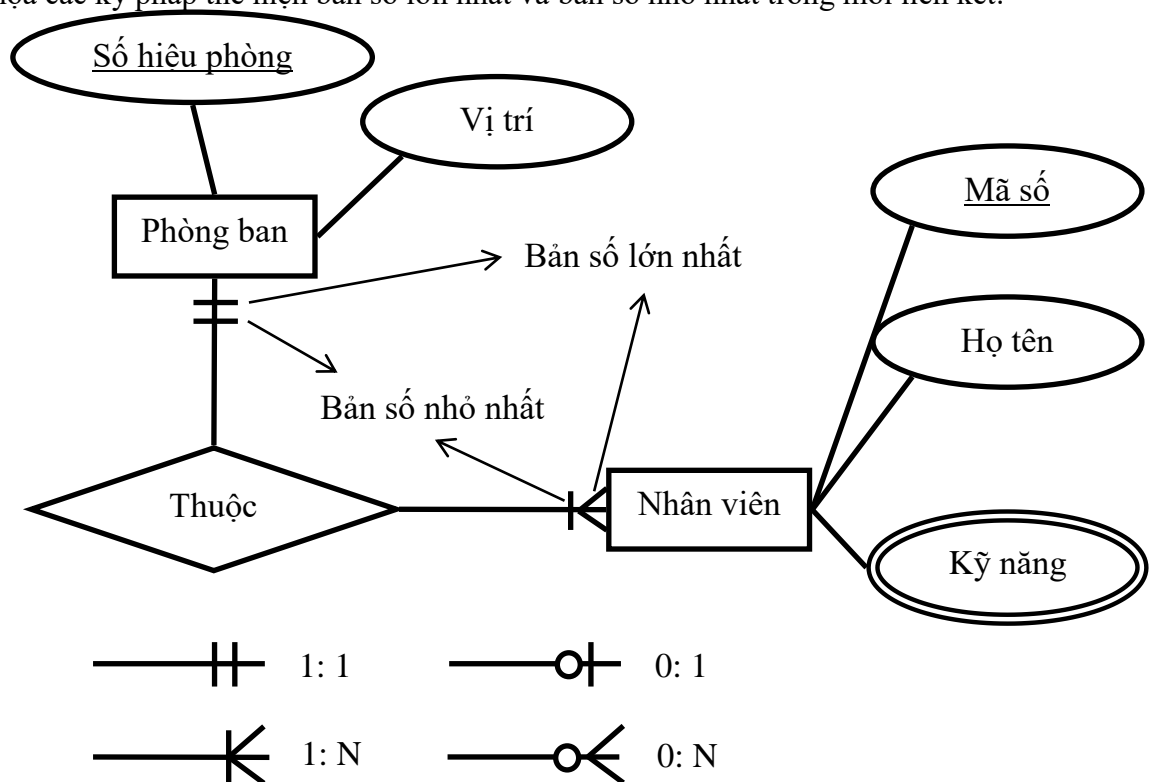 họa các ký pháp thể hiện bản số lớn nhất và bản số nhỏ nhất trong mối liên kết.
Số hiệu phòng
Vị trí
Mã số
Phòng ban
Bản số lớn nhất
Họ tên
Bản số nhỏ nhất
Thuộc
Nhân viên
Kỹ năng
1: 1
0: 1
1: N
0: N